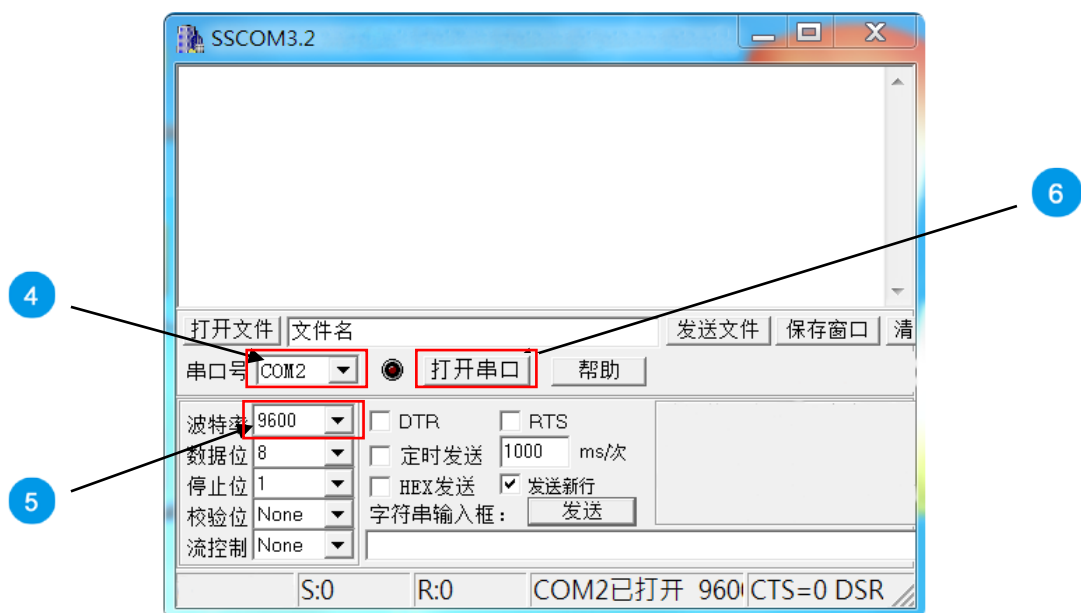 SSCOM3.2
6
4
打开文件 文件名 发送文件 保存窗口 清
串口号 COM2 打开串口 帮助
波特率 9600 DTR RTS
数据位 8 定时发送 1000 ms/次
停止位 1 HEX发送 发送新行
5
校验位 None 字符串输入框： 发送
流控制 None
S:0 R:0 COM2已打开 960 CTS=0 DSR